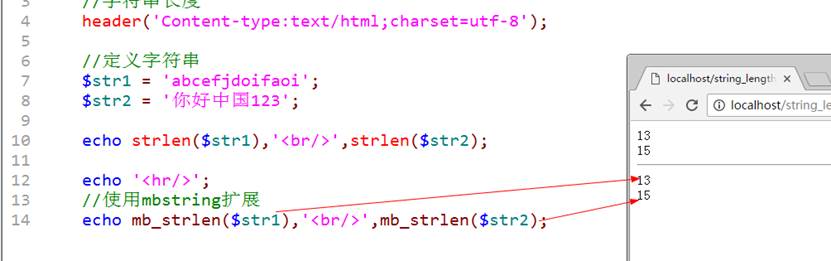 3 //字符串长度
4 header('Content-type:text/html;charset=utf-8');
5
6 //定义字符串
7 $str1 = 'abcefjdoifaoi';
8 $str2 = '你好中国123';
9
10 echo strlen($str1),'<br/>',strlen($str2);
11
12 echo '<hr/>';
13 //使用mbstring扩展
14 echo mb_strlen($str1),'<br/>',mb_strlen($str2);
localhost/string_length
localhost/string_le
13
15
13
15